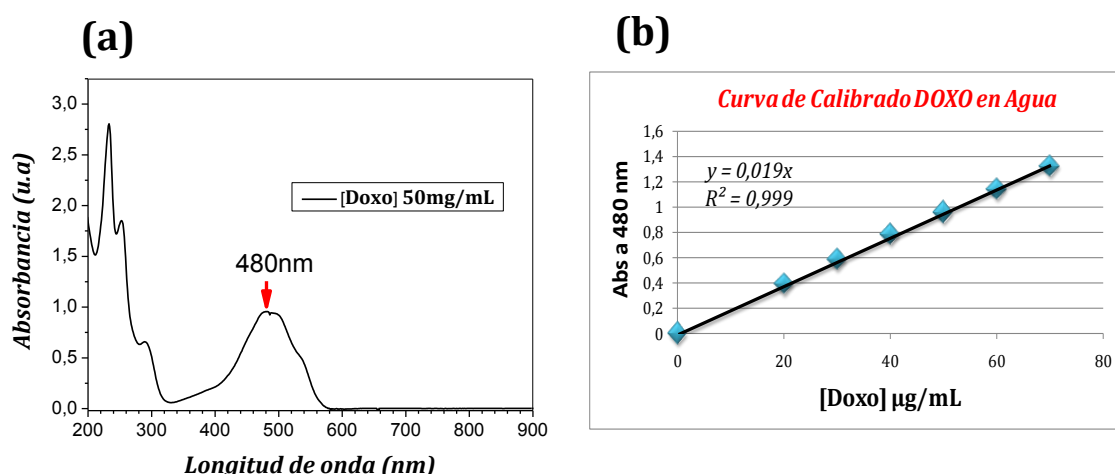 (a)
3,0
2,5
2,0
1,5
1,0
0,5
0,0
Absorbancia (u.a)
[Doxo] 50mg/mL
480nm
200 300 400 500 600 700 800 900
Longitud de onda (nm)
(b)
Curva de Calibrado DOXO en Agua
y = 0,019x
R² = 0,999
1,6
1,4
1,2
1
0,8
0,6
0,4
0,2
0
Abs a 480 nm
0 20 40 60 80
[Doxo] µg/mL